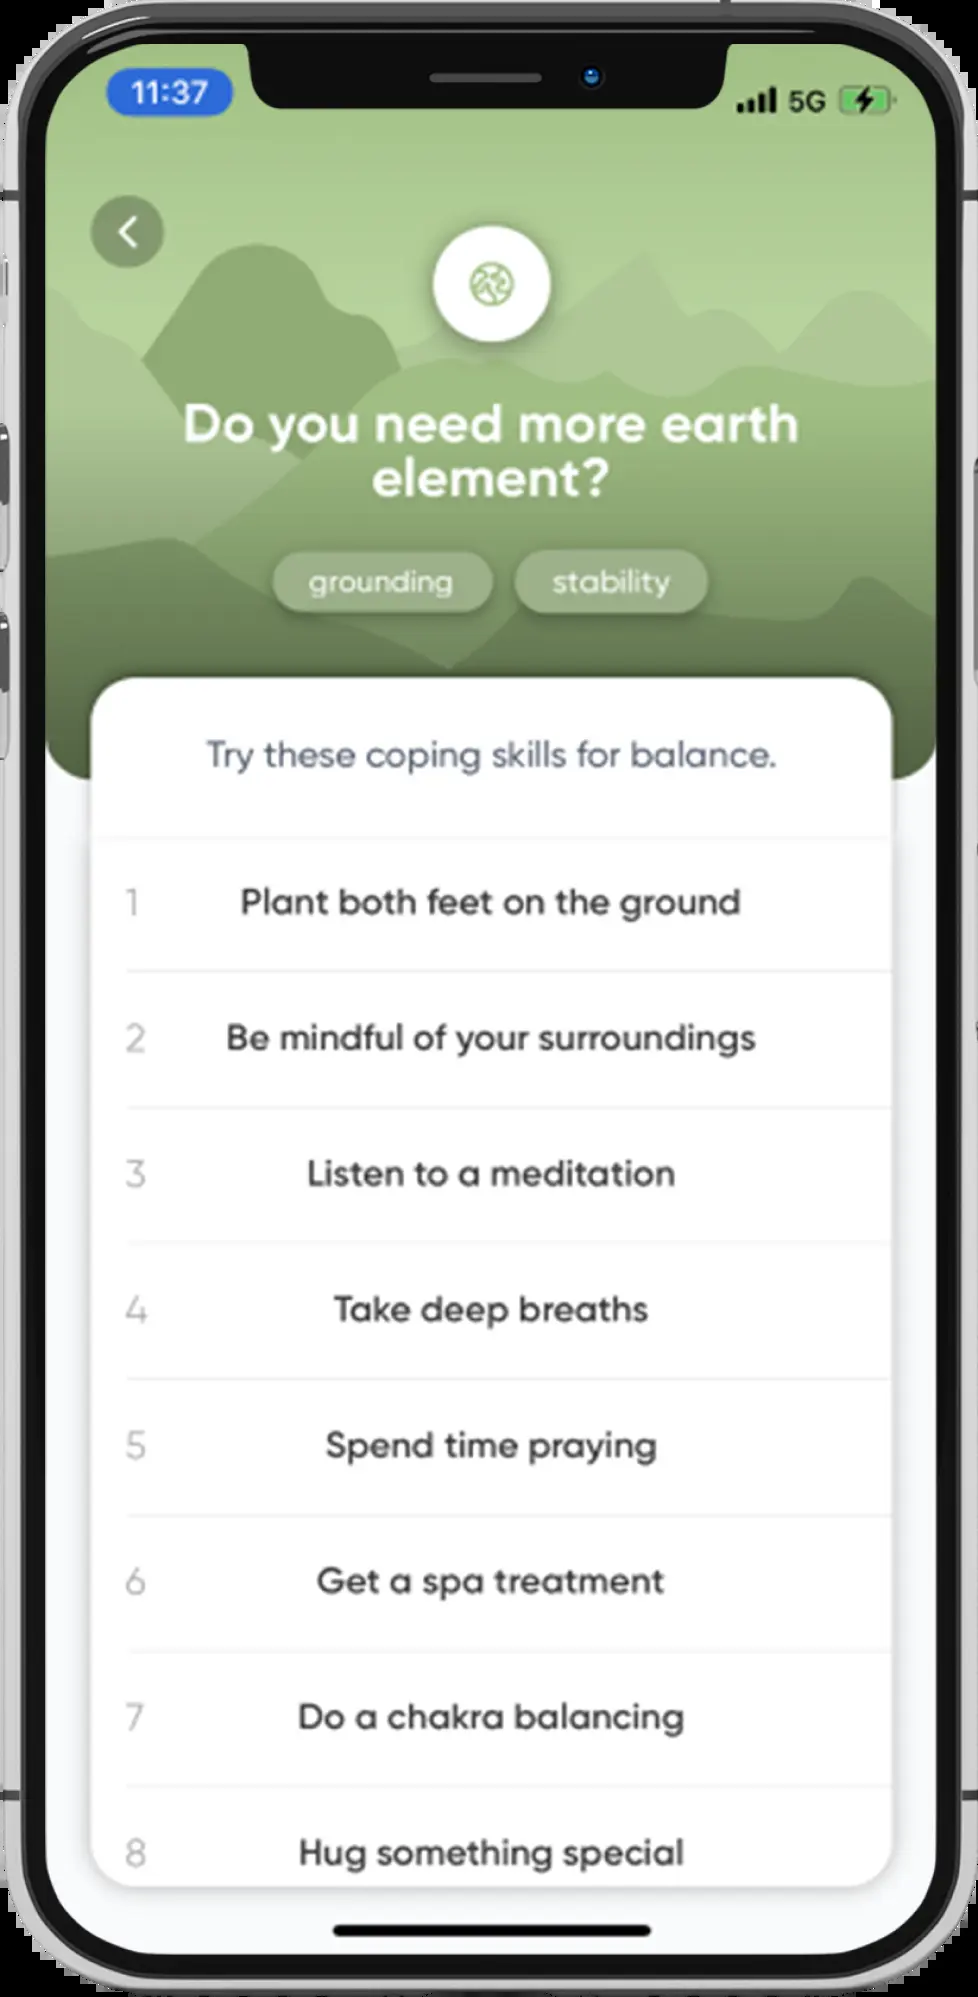 11:37
5G
Do you need more earth
element?
grounding
stability
Try these coping skills for balance.
1 Plant both feet on the ground
2 Be mindful of your surroundings
3 Listen to a meditation
4 Take deep breaths
5 Spend time praying
6 Get a spa treatment
7 Do a chakra balancing
8 Hug something special